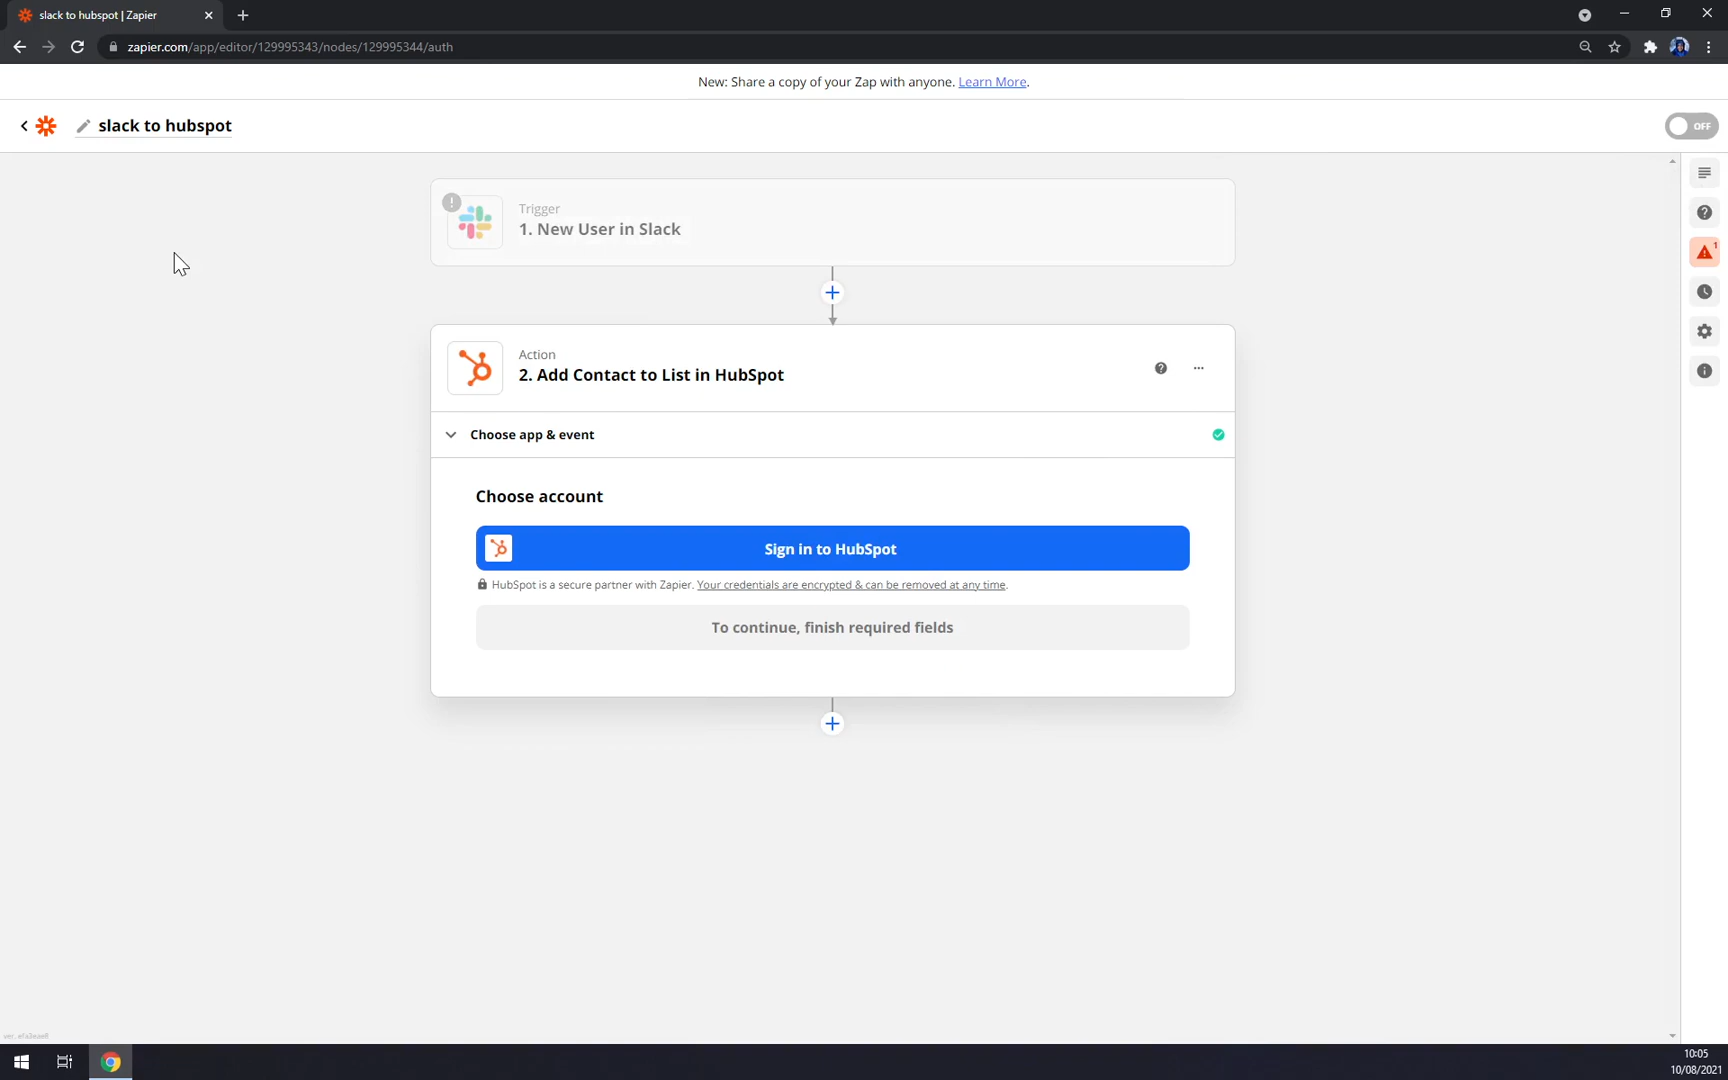 slack to hubspot | Zapier
zapier.com/app/editor/129995343/nodes/129995344/auth
New: Share a copy of your Zap with anyone. Learn More.
slack to hubspot
OFF
Trigger
1. New User in Slack
1
Action
2. Add Contact to List in HubSpot
Choose app & event
Choose account
Sign in to HubSpot
HubSpot is a secure partner with Zapier. Your credentials are encrypted & can be removed at any time.
To continue, finish required fields
10:05
10/08/2021